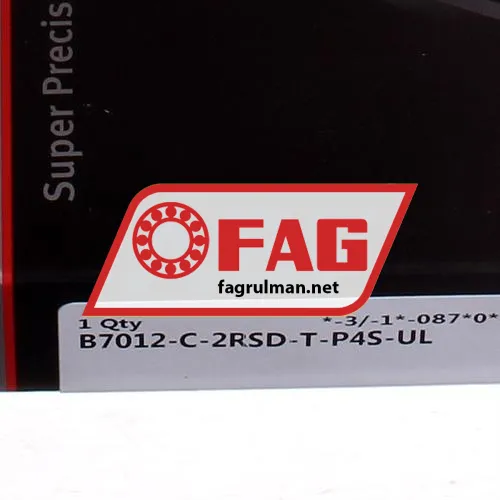 Super Precis
FAG
fagrulman.net
1 Qty *-3/-1*-087*0*
B7012-C-2RSD-T-P4S-UL